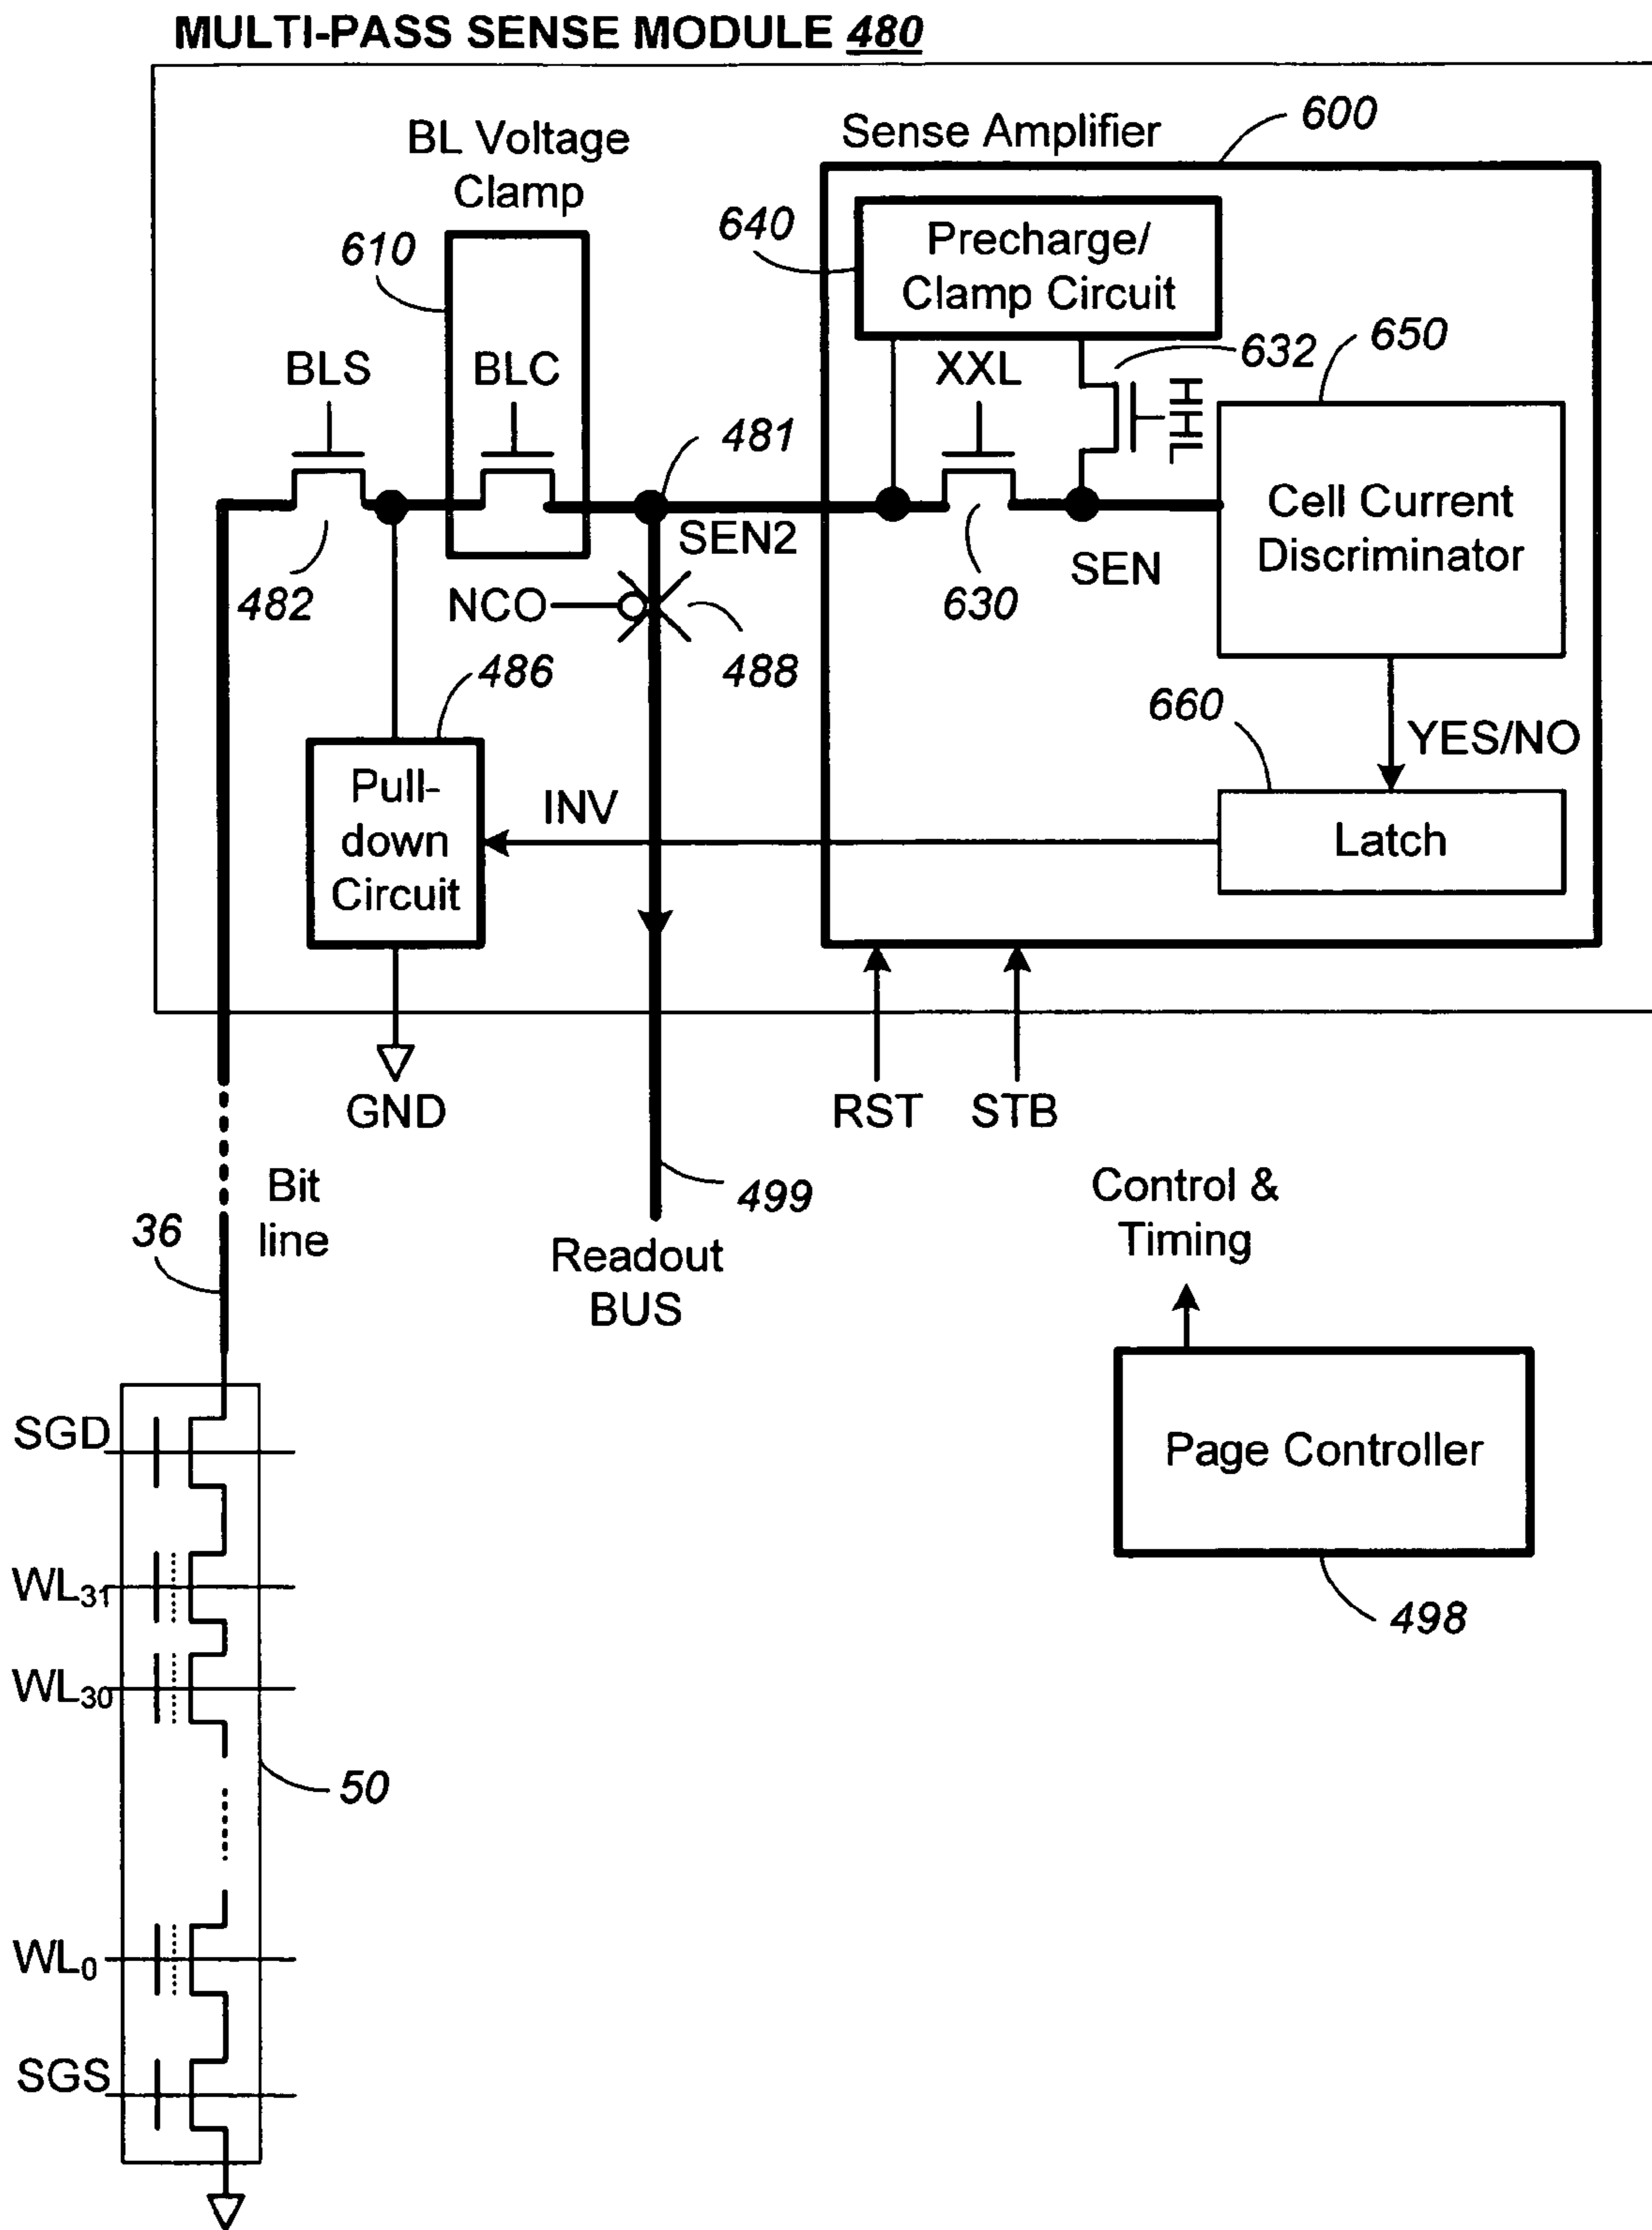 MULTI-PASS SENSE MODULE 480
BL Voltage
Clamp
Sense Amplifier
600
610
640
Precharge/
Clamp Circuit
BLS
BLC
XXL
632
HHL
650
481
482
SEN2
630
SEN
Cell Current
Discriminator
NCO
488
486
660
YES/NO
Pull-
down
Circuit
INV
Latch
GND
RST
STB
Bit
line
36
499
Readout
BUS
Control &
Timing
Page Controller
498
SGD
WL31
WL30
50
WL0
SGS